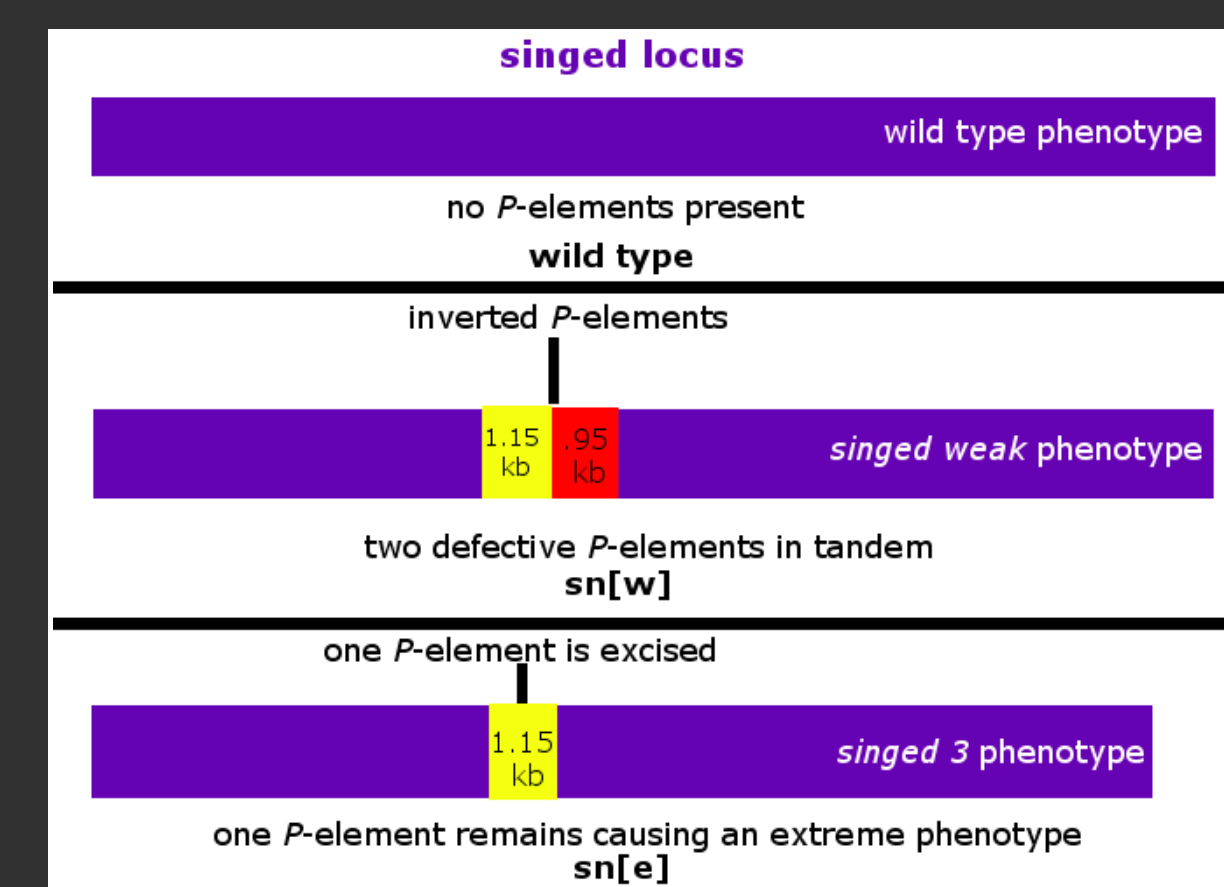 singed locus
wild type phenotype
no P-elements present
wild type
inverted P-elements
1.15
kb
.95
kb
singed weak phenotype
two defective P-elements in tandem
sn[w]
one P-element is excised
1.15
kb
singed 3 phenotype
one P-element remains causing an extreme phenotype
sn[e]